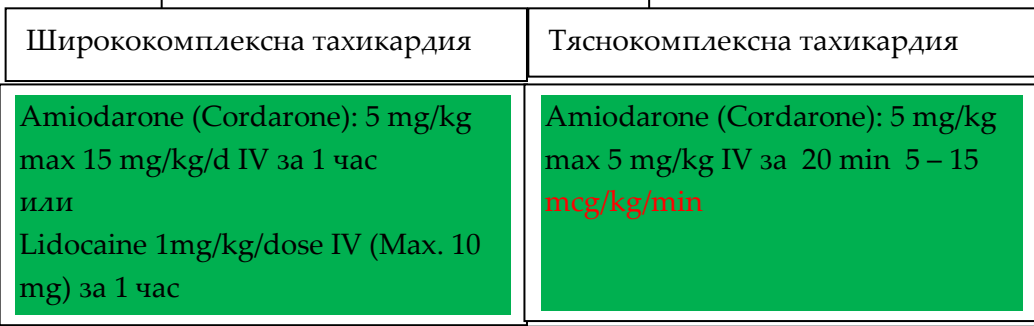 Ширококомплексна тахикардия
Тяснокомплексна тахикардия
Amiodarone (Cordarone): 5 mg/kg
max 15 mg/kg/d IV за 1 час
или
Lidocaine 1mg/kg/dose IV (Max. 10
mg) за 1 час
Amiodarone (Cordarone): 5 mg/kg
max 5 mg/kg IV за 20 min 5 – 15
mcg/kg/min